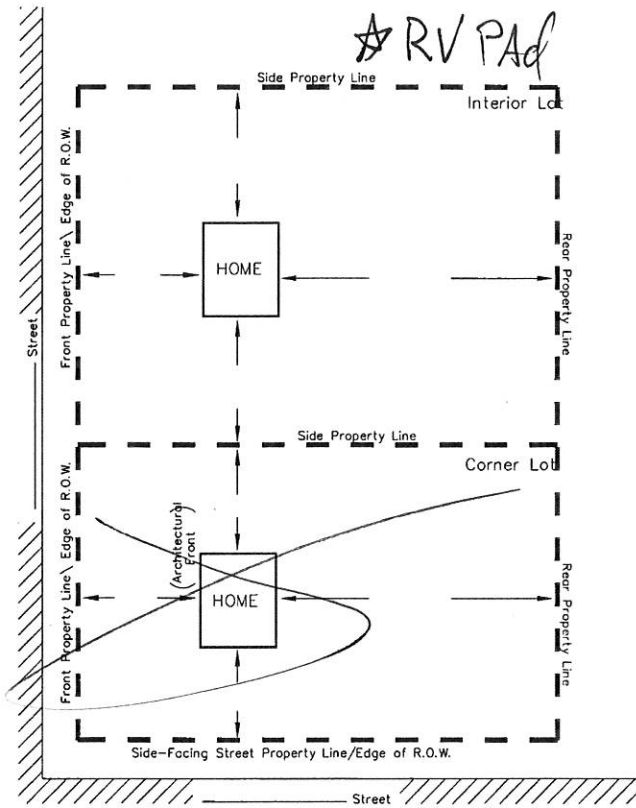 ☆ RV PAd
Side Property Line
Interior Lot
Front Property Line\ Edge of R.O.W.
HOME
Rear Property Line
Street
Side Property Line
Corner Lot
Front Property Line\ Edge of R.O.W.
(Architectural
Front)
HOME
Rear Property Line
Side-Facing Street Property Line/Edge of R.O.W.
Street